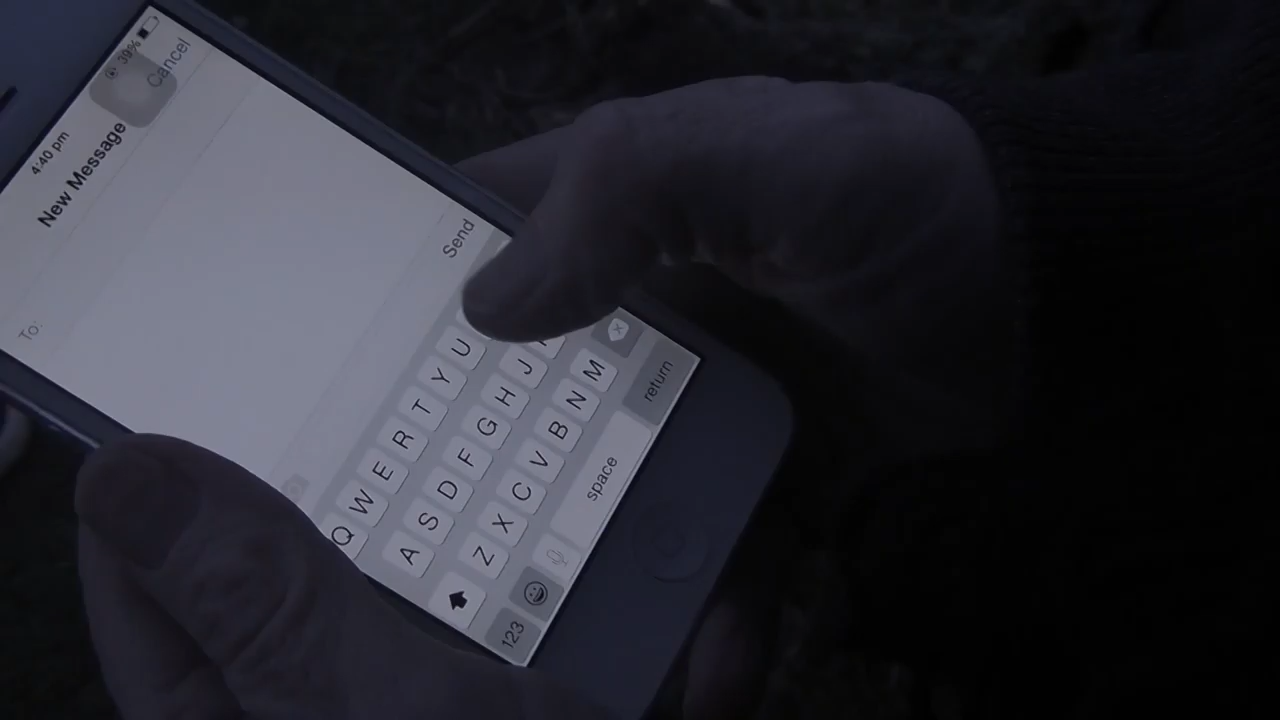 39%
4:40 pm
New Message
Cancel
To:
Send
Q W E R T Y U
A S D F G H J
Z X C V B N M
123
space
return